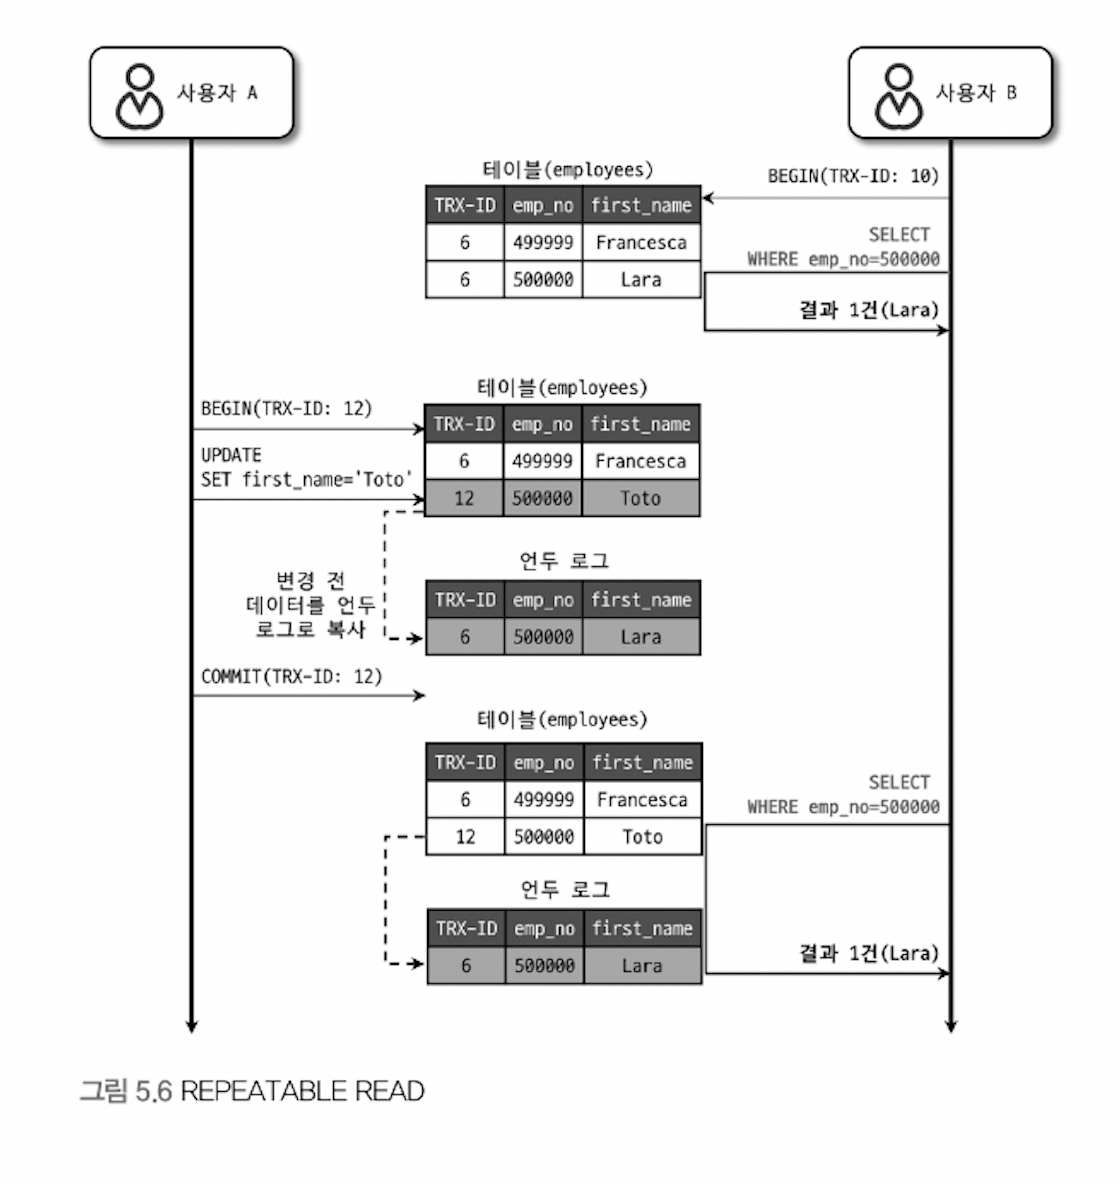 사용자 A
사용자 B
테이블(employees)
BEGIN(TRX-ID: 10)
TRX-ID emp_no first_name
6 499999 Francesca
6 500000 Lara
SELECT
WHERE emp_no=500000
결과 1건(Lara)
테이블(employees)
BEGIN(TRX-ID: 12)
TRX-ID emp_no first_name
6 499999 Francesca
12 500000 Toto
UPDATE
SET first_name='Toto'
언두 로그
변경 전
데이터를 언두
로그로 복사
TRX-ID emp_no first_name
6 500000 Lara
COMMIT(TRX-ID: 12)
테이블(employees)
TRX-ID emp_no first_name
6 499999 Francesca
12 500000 Toto
SELECT
WHERE emp_no=500000
언두 로그
TRX-ID emp_no first_name
6 500000 Lara
결과 1건(Lara)
그림 5.6 REPEATABLE READ